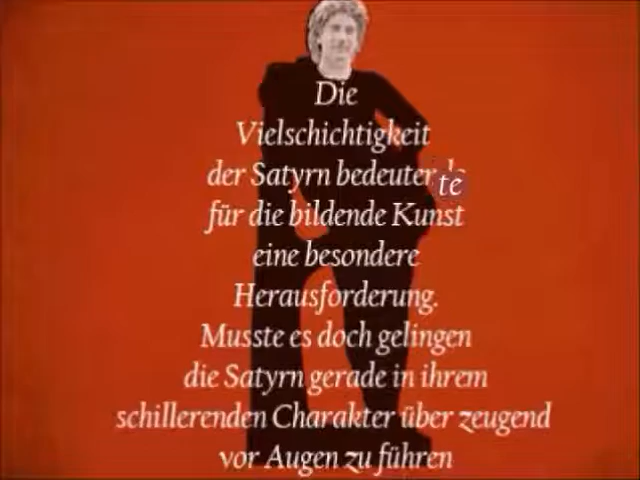 Die
Vielschichtigkeit
der Satyrn bedeutete
für die bildende Kunst
eine besondere
Herausforderung.
Musste es doch gelingen
die Satyrn gerade in ihrem
schillerenden Charakter über zeugend
vor Augen zu führen